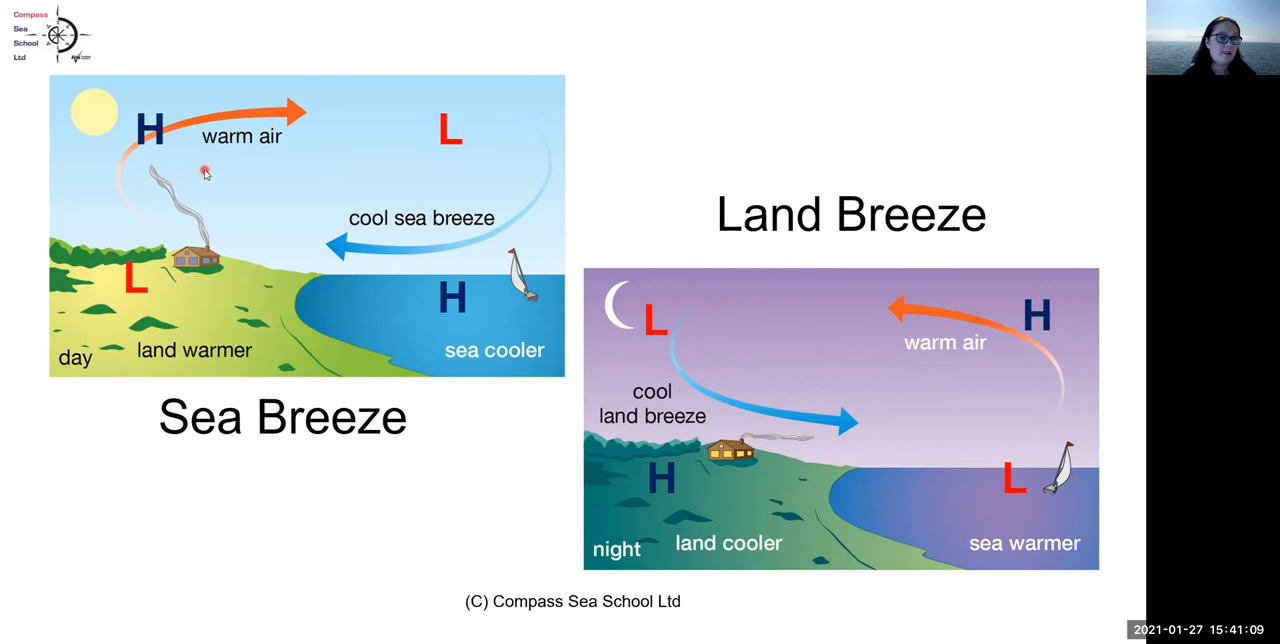 Compass
Sea
School
Ltd
H
warm air
L
cool sea breeze
L
H
day
land warmer
sea cooler
Sea Breeze
Land Breeze
L
H
warm air
cool
land breeze
H
L
night
land cooler
sea warmer
(C) Compass Sea School Ltd
2021-01-27 15:41:09